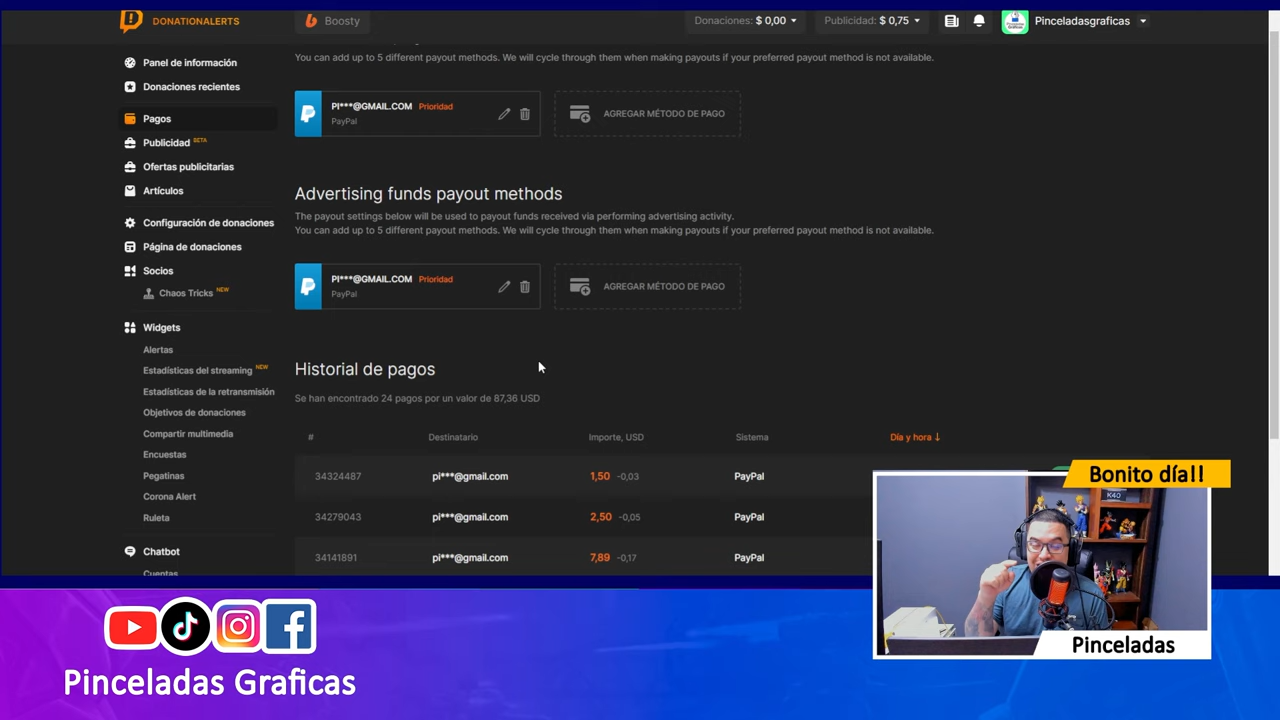 DONATIONALERTS
Boosty
Donaciones: $ 0,00
Publicidad: $ 0,75
Pinceladasgraficas
Panel de información
Donaciones recientes
Pagos
Publicidad BETA
Ofertas publicitarias
Artículos
Configuración de donaciones
Página de donaciones
Socios
Chaos Tricks NEW
Widgets
Alertas
Estadísticas del streaming NEW
Estadísticas de la retransmisión
Objetivos de donaciones
Compartir multimedia
Encuestas
Pegatinas
Corona Alert
Ruleta
Chatbot
Cuentas
You can add up to 5 different payout methods. We will cycle through them when making payouts if your preferred payout method is not available.
PI***@GMAIL.COM Prioridad
PayPal
AGREGAR MÉTODO DE PAGO
Advertising funds payout methods
The payout settings below will be used to payout funds received via performing advertising activity.
You can add up to 5 different payout methods. We will cycle through them when making payouts if your preferred payout method is not available.
PI***@GMAIL.COM Prioridad
PayPal
AGREGAR MÉTODO DE PAGO
Historial de pagos
Se han encontrado 24 pagos por un valor de 87,36 USD
# Destinatario Importe, USD Sistema Día y hora ↓
34324487 pi***@gmail.com 1,50 -0,03 PayPal
34279043 pi***@gmail.com 2,50 -0,05 PayPal
34141891 pi***@gmail.com 7,89 -0,17 PayPal
Bonito día!!
K40
Pinceladas
Pinceladas Graficas